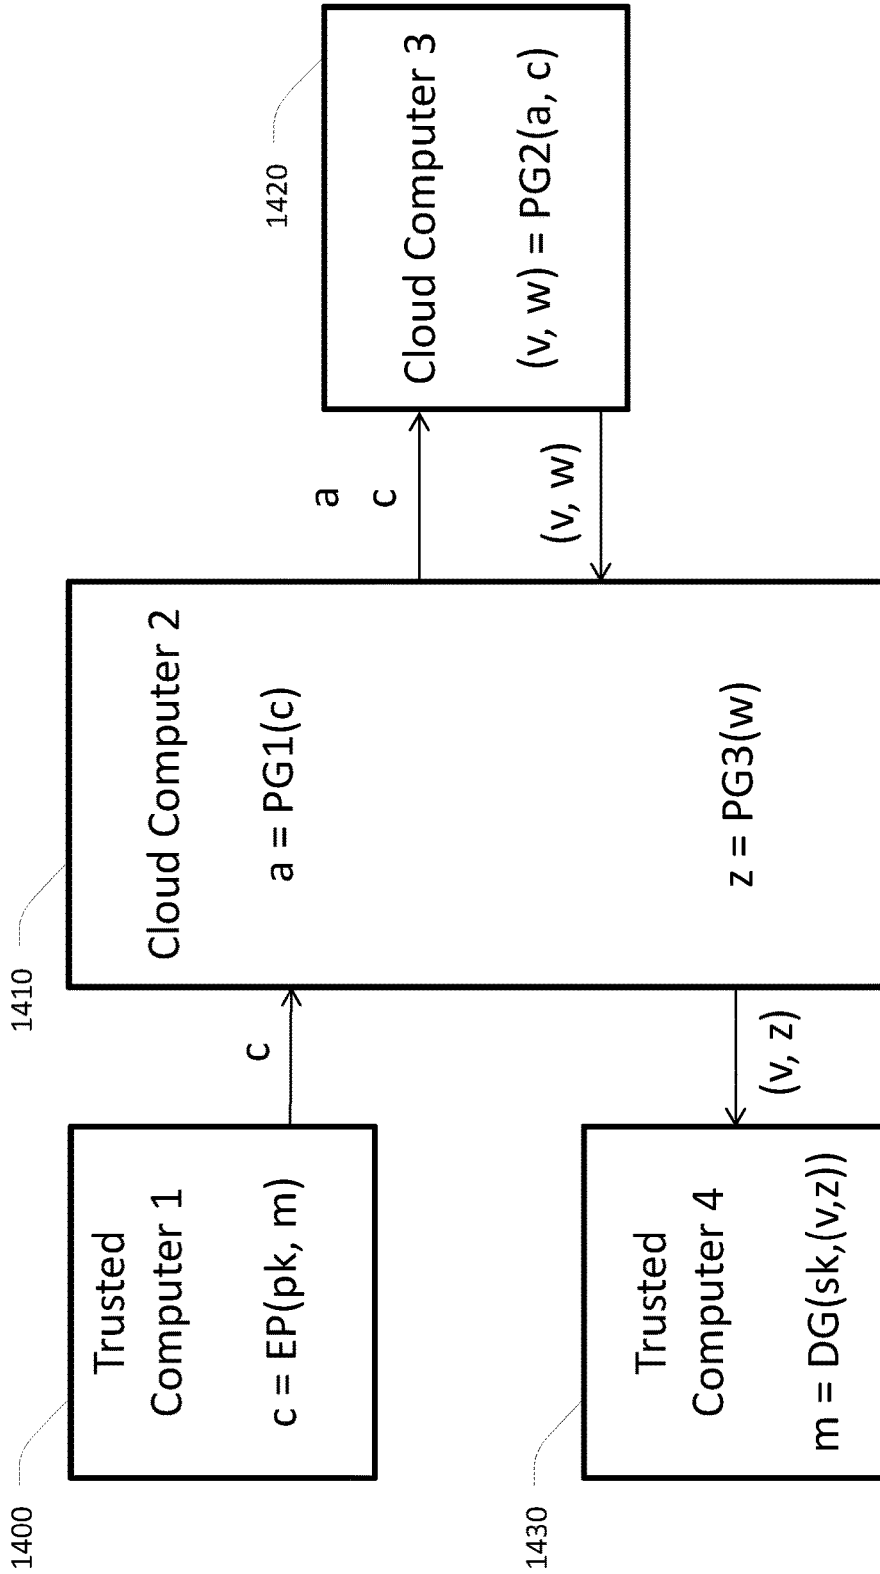 1400
Trusted
Computer 1
c = EP(pk, m)
c
1410
Cloud Computer 2
a = PG1(c)
z = PG3(w)
a
c
(v, w)
1420
Cloud Computer 3
(v, w) = PG2(a, c)
(v, z)
1430
Trusted
Computer 4
m = DG(sk,(v,z))